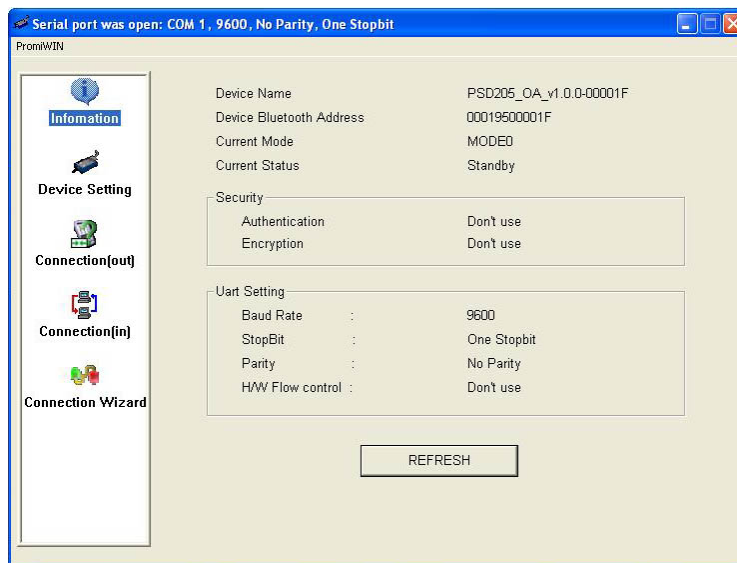 Serial port was open: COM 1, 9600, No Parity, One Stopbit
PromiWIN
Infomation
Device Setting
Connection(out)
Connection(in)
Connection Wizard
Device Name PSD205_OA_v1.0.0-00001F
Device Bluetooth Address 00019500001F
Current Mode MODE0
Current Status Standby
Security
Authentication Don't use
Encryption Don't use
Uart Setting
Baud Rate : 9600
StopBit : One Stopbit
Parity : No Parity
H/W Flow control : Don't use
REFRESH